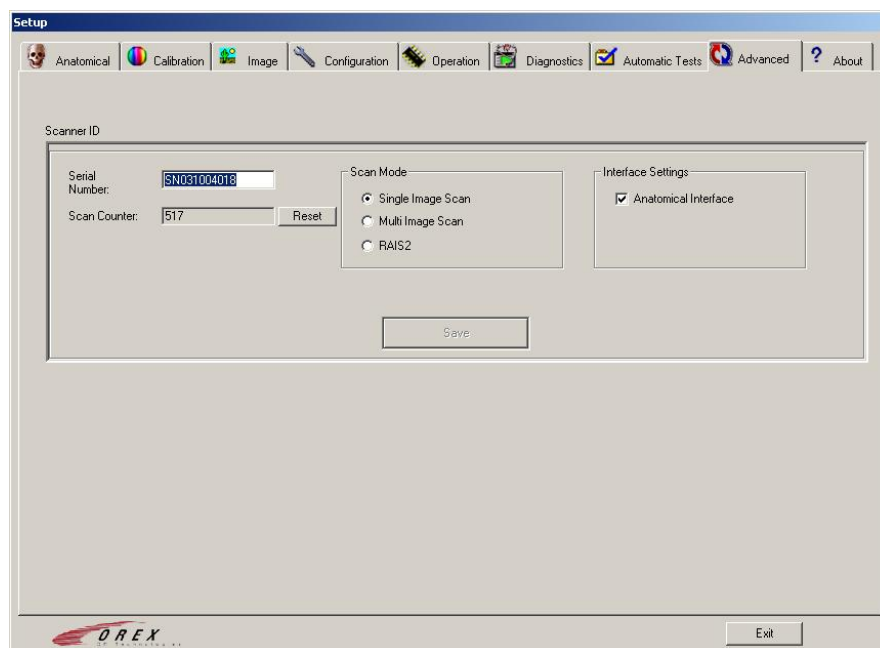 Setup
Anatomical Calibration Image Configuration Operation Diagnostics Automatic Tests Advanced ? About
Scanner ID
Serial Number:
SN031004018
Scan Counter:
517
Reset
Scan Mode
Single Image Scan
Multi Image Scan
RAIS2
Interface Settings
Anatomical Interface
Save
OREX
Exit